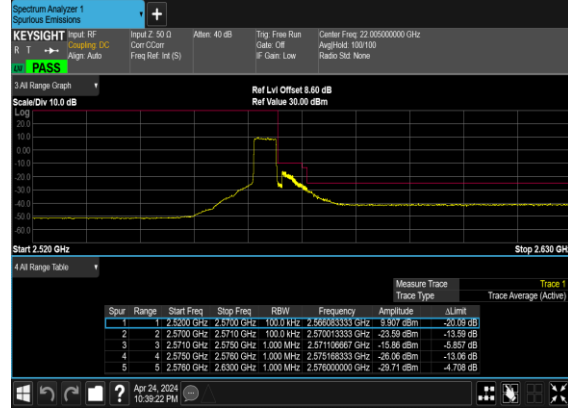 Spectrum Analyzer 1
Spurious Emissions
+
KEYSIGHT Input: RF Input Z: 50 Ω Atten: 40 dB Trig: Free Run Center Freq: 22.005000000 GHz
R T Coupling: DC Corr CCorr Gate: Off Avg|Hold: 100/100
Align: Auto Freq Ref: Int (S) IF Gain: Low Radio Std: None
PASS
3 All Range Graph
Ref Lvl Offset 8.60 dB
Scale/Div 10.0 dB Ref Value 30.00 dBm
Log
20.0
10.0
0.00
-10.0
-20.0
-30.0
-40.0
-50.0
-60.0
Start 2.520 GHz Stop 2.630 GH
4 All Range Table
Measure Trace Trace 1
Trace Type Trace Average (Active)
Spur Range Start Freq Stop Freq RBW Frequency Amplitude ΔLimit
1 1 2.5200 GHz 2.5700 GHz 100.0 kHz 2.566083333 GHz 9.907 dBm -20.09 dB
2 2 2.5700 GHz 2.5710 GHz 100.0 kHz 2.570013333 GHz -23.59 dBm -13.59 dB
3 3 2.5710 GHz 2.5750 GHz 1.000 MHz 2.571106667 GHz -15.86 dBm -5.857 dB
4 4 2.5750 GHz 2.5760 GHz 1.000 MHz 2.575168333 GHz -26.06 dBm -13.06 dB
5 5 2.5760 GHz 2.6300 GHz 1.000 MHz 2.576000000 GHz -29.71 dBm -4.708 dB
? Apr 24, 2024
10:39:22 PM